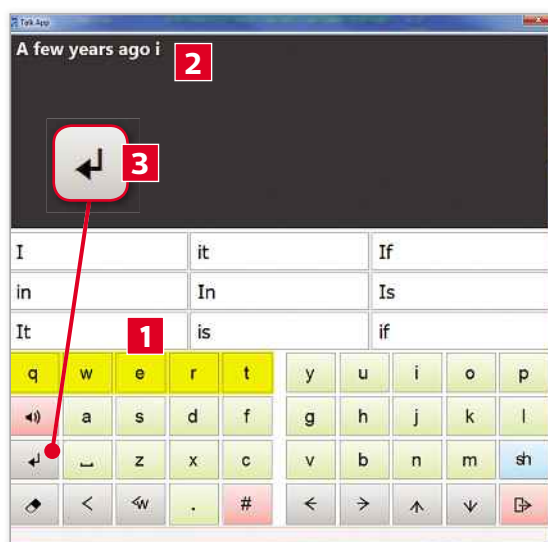 Talk App
A few years ago i
2
3
I it If
in In Is
It is if
1
q w e r t y u i o p
a s d f g h j k l
z x c v b n m sh
< <w . #